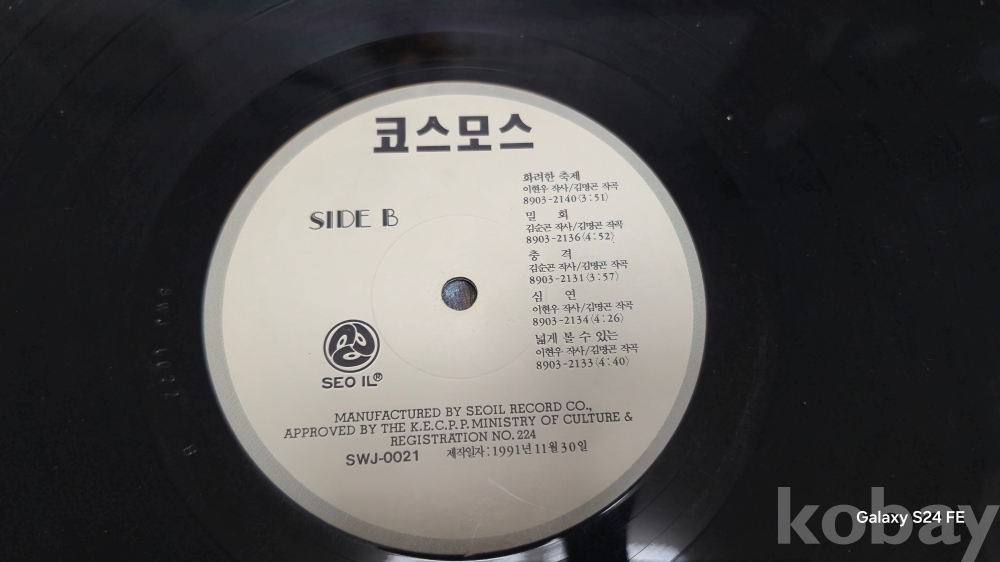 코스모스
SIDE B
화려한 축제
이현우 작사/김명곤 작곡
8903-2140(3:51)
밀 회
김순곤 작사/김명곤 작곡
8903-2136(4:52)
충 격
김순곤 작사/김명곤 작곡
8903-2131(3:57)
심 연
이현우 작사/김명곤 작곡
8903-2134(4:26)
넓게 볼 수 있는
이현우 작사/김명곤 작곡
8903-2133(4:40)
SEO IL®
MANUFACTURED BY SEOIL RECORD CO.,
APPROVED BY THE K.E.C.P.P. MINISTRY OF CULTURE &
REGISTRATION NO. 224
SWJ-0021 제작일자:1991년11월30일
kobay
Galaxy S24 FE